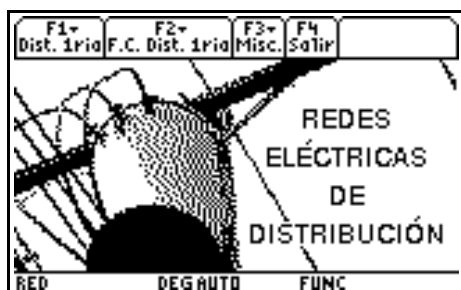 F1▾ F2▾ F3▾ F4
Dist. 1ria F.C. Dist. 1ria Misc. Salir
REDES
ELÉCTRICAS
DE
DISTRIBUCIÓN
RED DEG AUTO FUNC